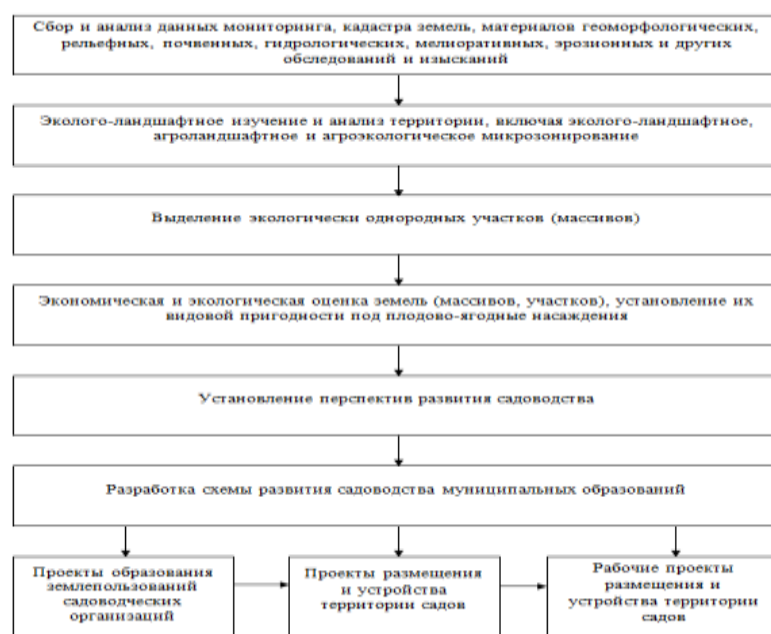 Сбор и анализ данных мониторинга, кадастра земель, материалов геоморфологических,
рельефных, почвенных, гидрологических, мелиоративных, эрозионных и других
обследований и изысканий
Эколого-ландшафтное изучение и анализ территории, включая эколого-ландшафтное,
агроландшафтное и агроэкологическое микрозонирование
Выделение экологически однородных участков (массивов)
Экономическая и экологическая оценка земель (массивов, участков), установление их
видовой пригодности под плодово-ягодные насаждения
Установление перспектив развития садоводства
Разработка схемы развития садоводства муниципальных образований
Проекты образования
землепользований
садоводческих
организаций
Проекты размещения
и устройства
территории садов
Рабочие проекты
размещения и
устройства территории
садов